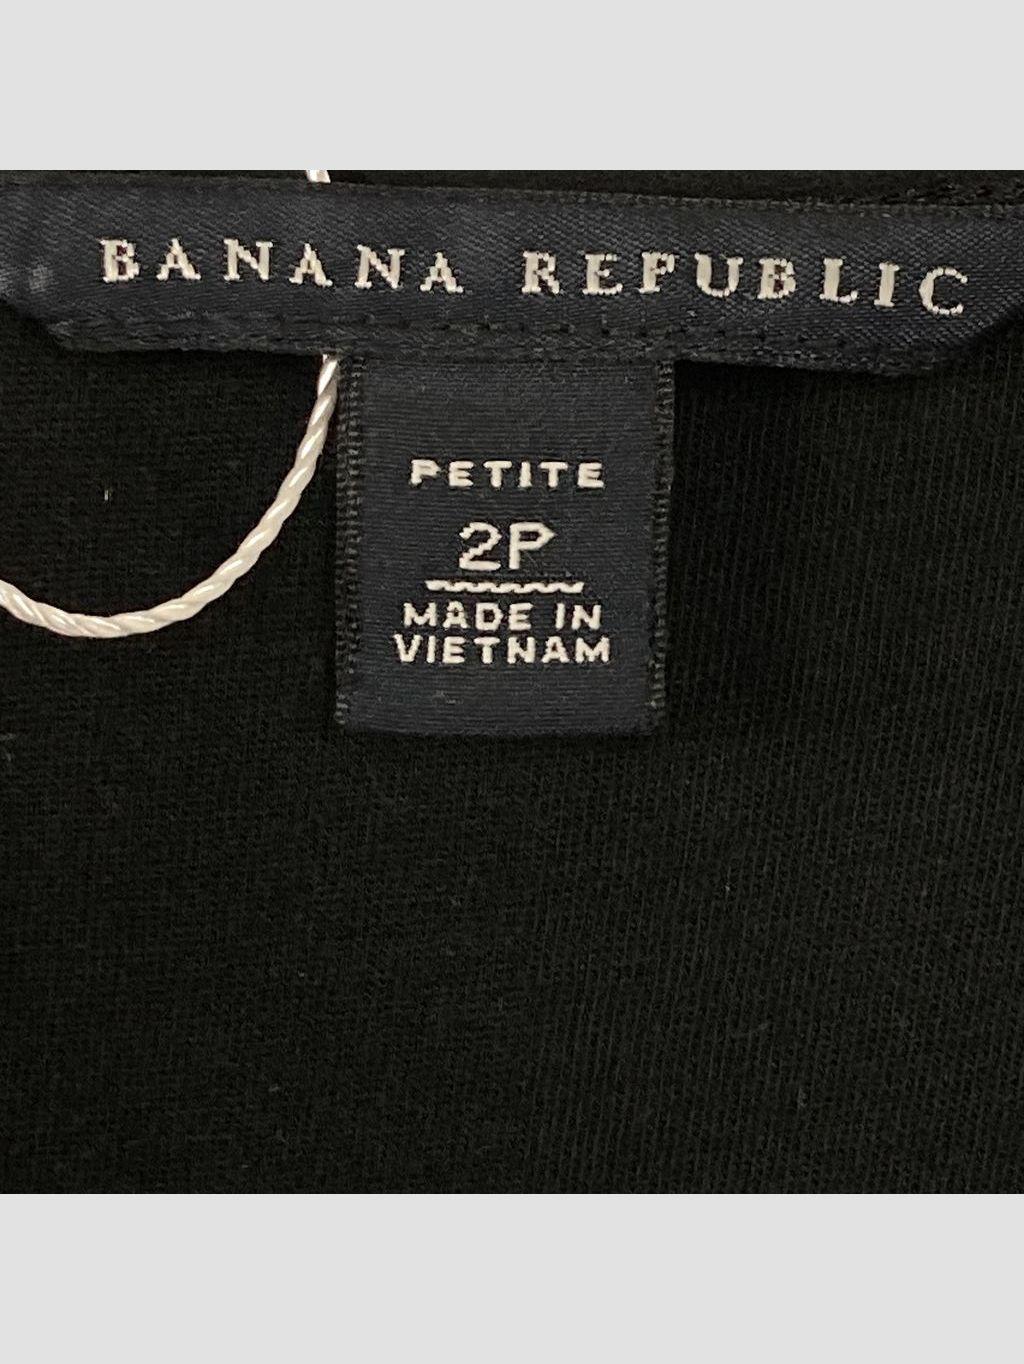 BANANA REPUBLIC
PETITE
2P
MADE IN
VIETNAM